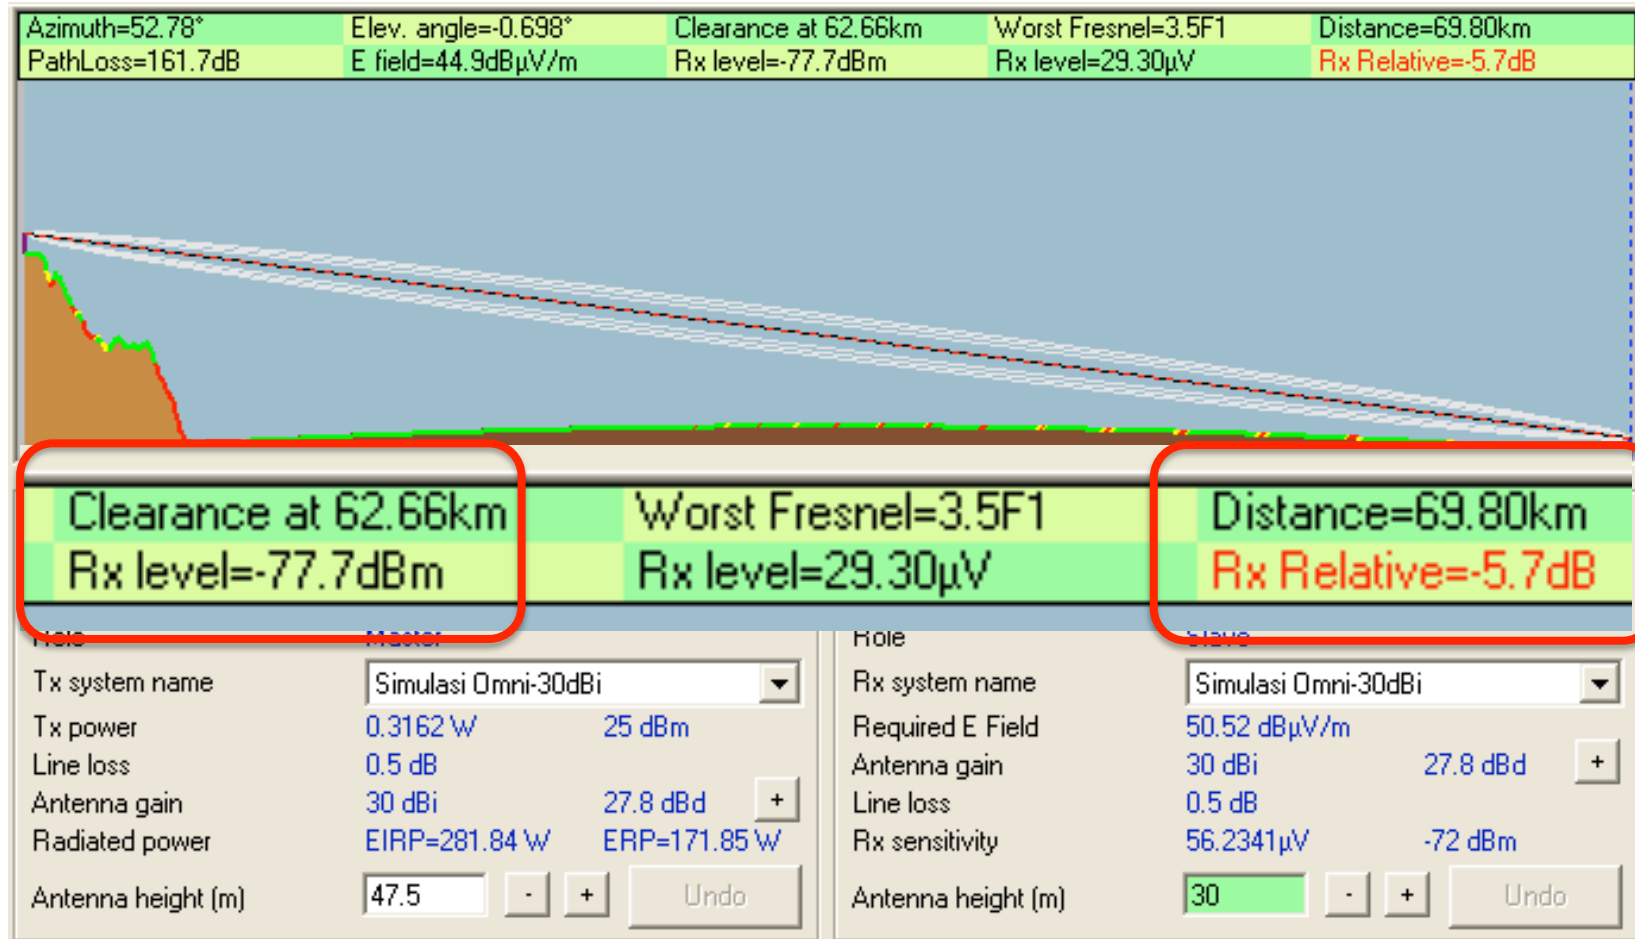 Azimuth=52.78° Elev. angle=-0.698° Clearance at 62.66km Worst Fresnel=3.5F1 Distance=69.80km
PathLoss=161.7dB E field=44.9dBµV/m Rx level=-77.7dBm Rx level=29.30µV Rx Relative=-5.7dB
Clearance at 62.66km Worst Fresnel=3.5F1 Distance=69.80km
Rx level=-77.7dBm Rx level=29.30µV Rx Relative=-5.7dB
Role Master Role Slave
Tx system name Simulasi Omni-30dBi Rx system name Simulasi Omni-30dBi
Tx power 0.3162 W 25 dBm Required E Field 50.52 dBµV/m
Line loss 0.5 dB Antenna gain 30 dBi 27.8 dBd +
Antenna gain 30 dBi 27.8 dBd + Line loss 0.5 dB
Radiated power EIRP=281.84 W ERP=171.85 W Rx sensitivity 56.2341µV -72 dBm
Antenna height (m) 47.5 - + Undo Antenna height (m) 30 - + Undo